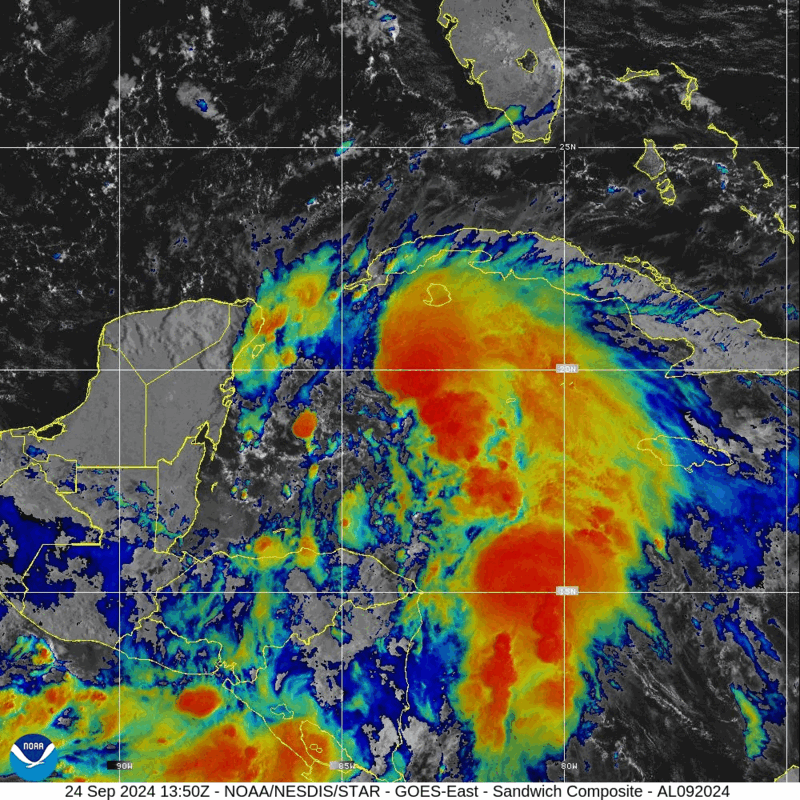 25N
20N
15N
NOAA
90W
85W
80W
24 Sep 2024 13:50Z - NOAA/NESDIS/STAR - GOES-East - Sandwich Composite - AL092024